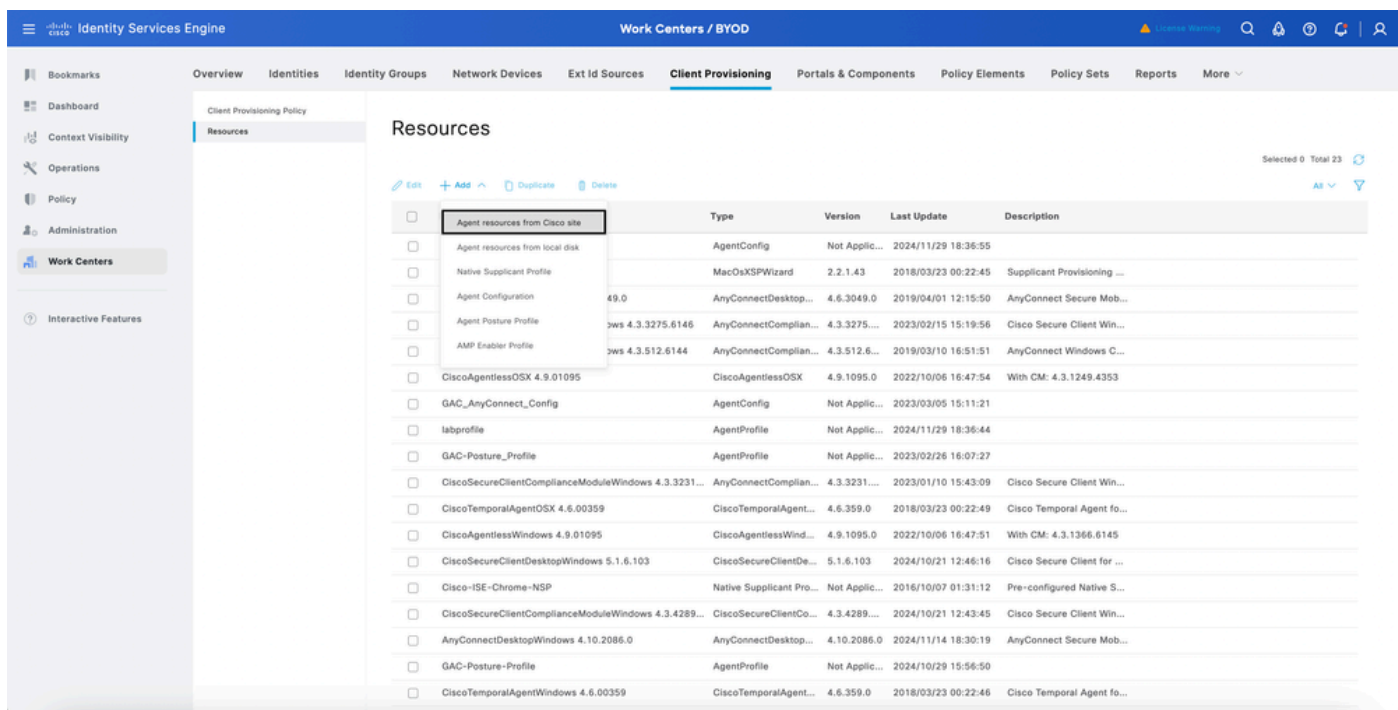 cisco Identity Services Engine
Work Centers / BYOD
License Warning
Bookmarks
Dashboard
Context Visibility
Operations
Policy
Administration
Work Centers
Interactive Features
Overview Identities Identity Groups Network Devices Ext Id Sources Client Provisioning Portals & Components Policy Elements Policy Sets Reports More
Client Provisioning Policy
Resources
Resources
Selected 0 Total 23
Edit Add Duplicate Delete
All
Agent resources from Cisco site
Agent resources from local disk
Native Supplicant Profile
Agent Configuration
Agent Posture Profile
AMP Enabler Profile
Type Version Last Update Description
AgentConfig Not Applic... 2024/11/29 18:36:55
MacOsXSPWizard 2.2.1.43 2018/03/23 00:22:45 Supplicant Provisioning ...
49.0 AnyConnectDesktop... 4.6.3049.0 2019/04/01 12:15:50 AnyConnect Secure Mob...
ows 4.3.3275.6146 AnyConnectComplian... 4.3.3275.... 2023/02/15 15:19:56 Cisco Secure Client Win...
ows 4.3.512.6144 AnyConnectComplian... 4.3.512.6... 2019/03/10 16:51:51 AnyConnect Windows C...
CiscoAgentlessOSX 4.9.01095 CiscoAgentlessOSX 4.9.1095.0 2022/10/06 16:47:54 With CM: 4.3.1249.4353
GAC_AnyConnect_Config AgentConfig Not Applic... 2023/03/05 15:11:21
labprofile AgentProfile Not Applic... 2024/11/29 18:36:44
GAC-Posture_Profile AgentProfile Not Applic... 2023/02/26 16:07:27
CiscoSecureClientComplianceModuleWindows 4.3.3231... AnyConnectComplian... 4.3.3231.... 2023/01/10 15:43:09 Cisco Secure Client Win...
CiscoTemporalAgentOSX 4.6.00359 CiscoTemporalAgent... 4.6.359.0 2018/03/23 00:22:49 Cisco Temporal Agent fo...
CiscoAgentlessWindows 4.9.01095 CiscoAgentlessWind... 4.9.1095.0 2022/10/06 16:47:51 With CM: 4.3.1366.6145
CiscoSecureClientDesktopWindows 5.1.6.103 CiscoSecureClientDe... 5.1.6.103 2024/10/21 12:46:16 Cisco Secure Client for ...
Cisco-ISE-Chrome-NSP Native Supplicant Pro... Not Applic... 2016/10/07 01:31:12 Pre-configured Native S...
CiscoSecureClientComplianceModuleWindows 4.3.4289... CiscoSecureClientCo... 4.3.4289.... 2024/10/21 12:43:45 Cisco Secure Client Win...
AnyConnectDesktopWindows 4.10.2086.0 AnyConnectDesktop... 4.10.2086.0 2024/11/14 18:30:19 AnyConnect Secure Mob...
GAC-Posture-Profile AgentProfile Not Applic... 2024/10/29 15:56:50
CiscoTemporalAgentWindows 4.6.00359 CiscoTemporalAgent... 4.6.359.0 2018/03/23 00:22:46 Cisco Temporal Agent fo...